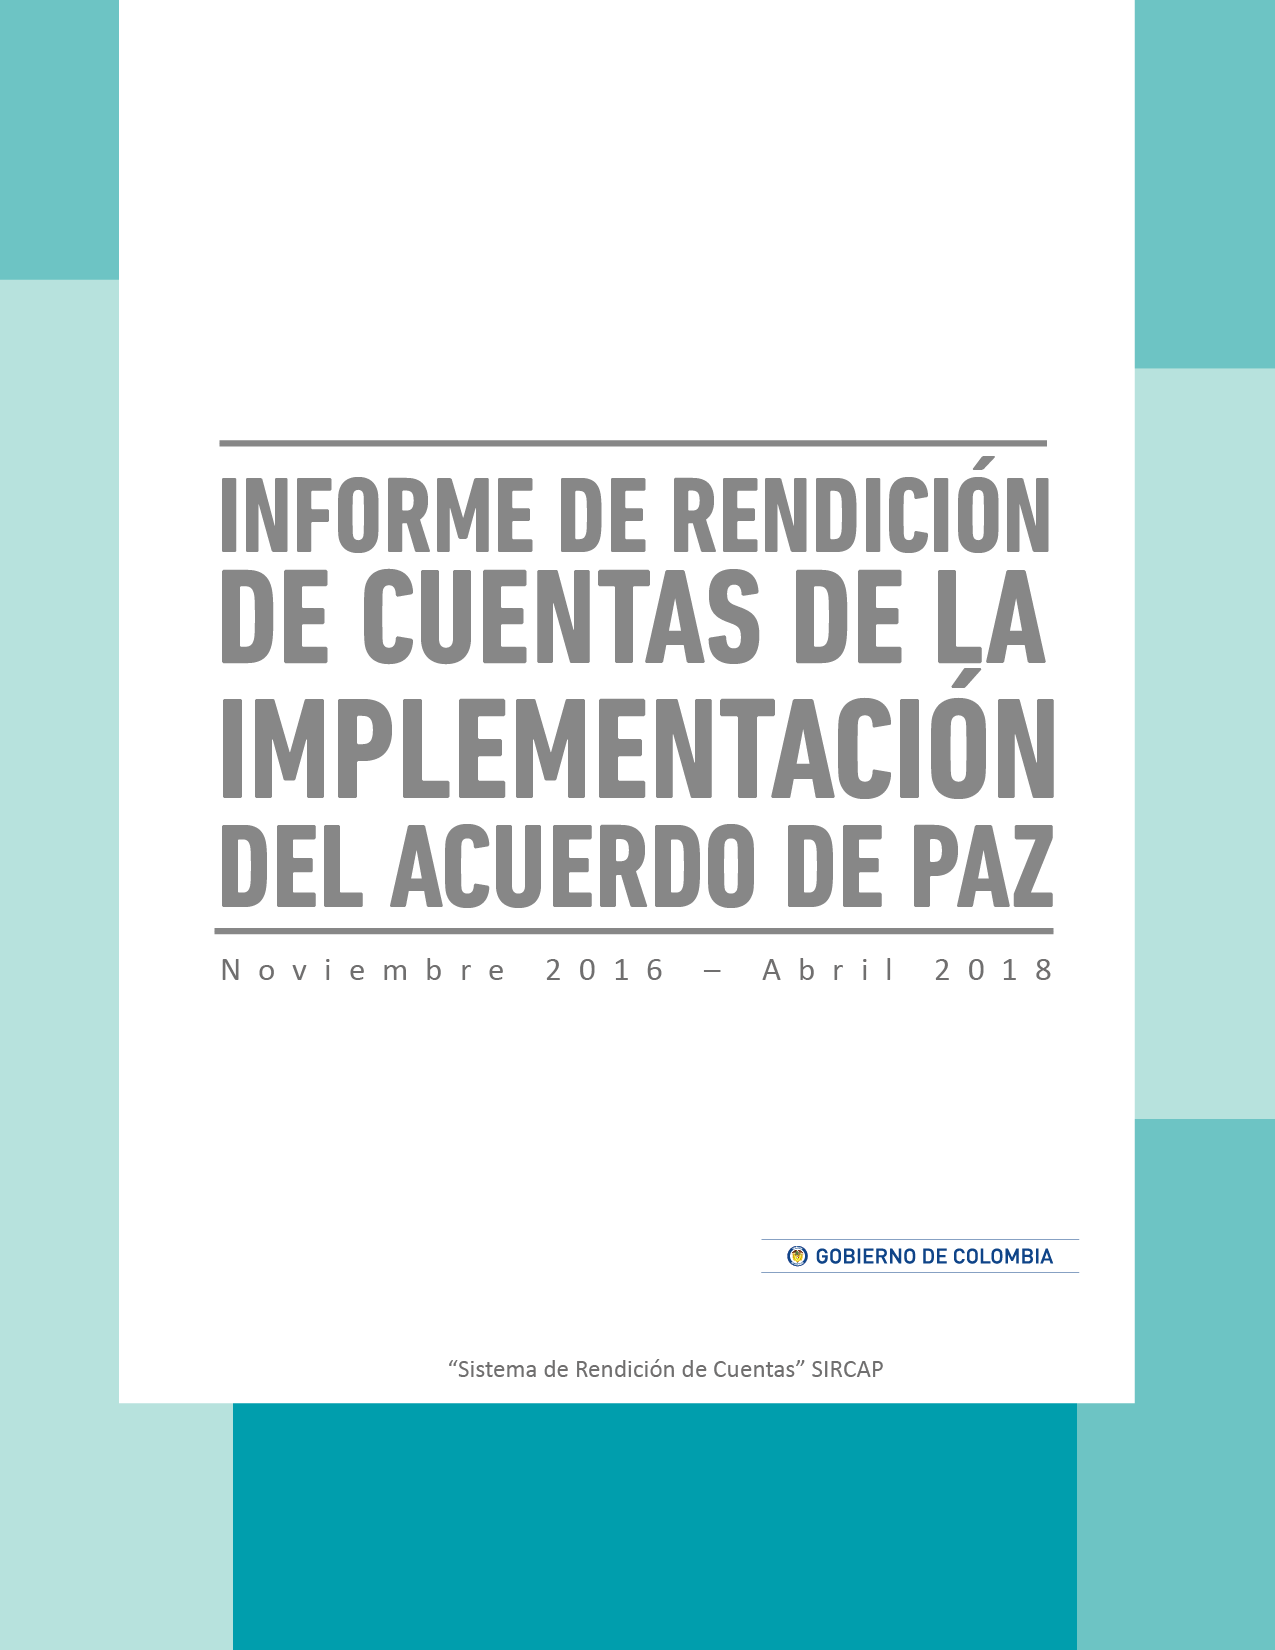 INFORME DE RENDICIÓN
DE CUENTAS DE LA
IMPLEMENTACIÓN
DEL ACUERDO DE PAZ
Noviembre 2016 – Abril 2018
GOBIERNO DE COLOMBIA
“Sistema de Rendición de Cuentas” SIRCAP